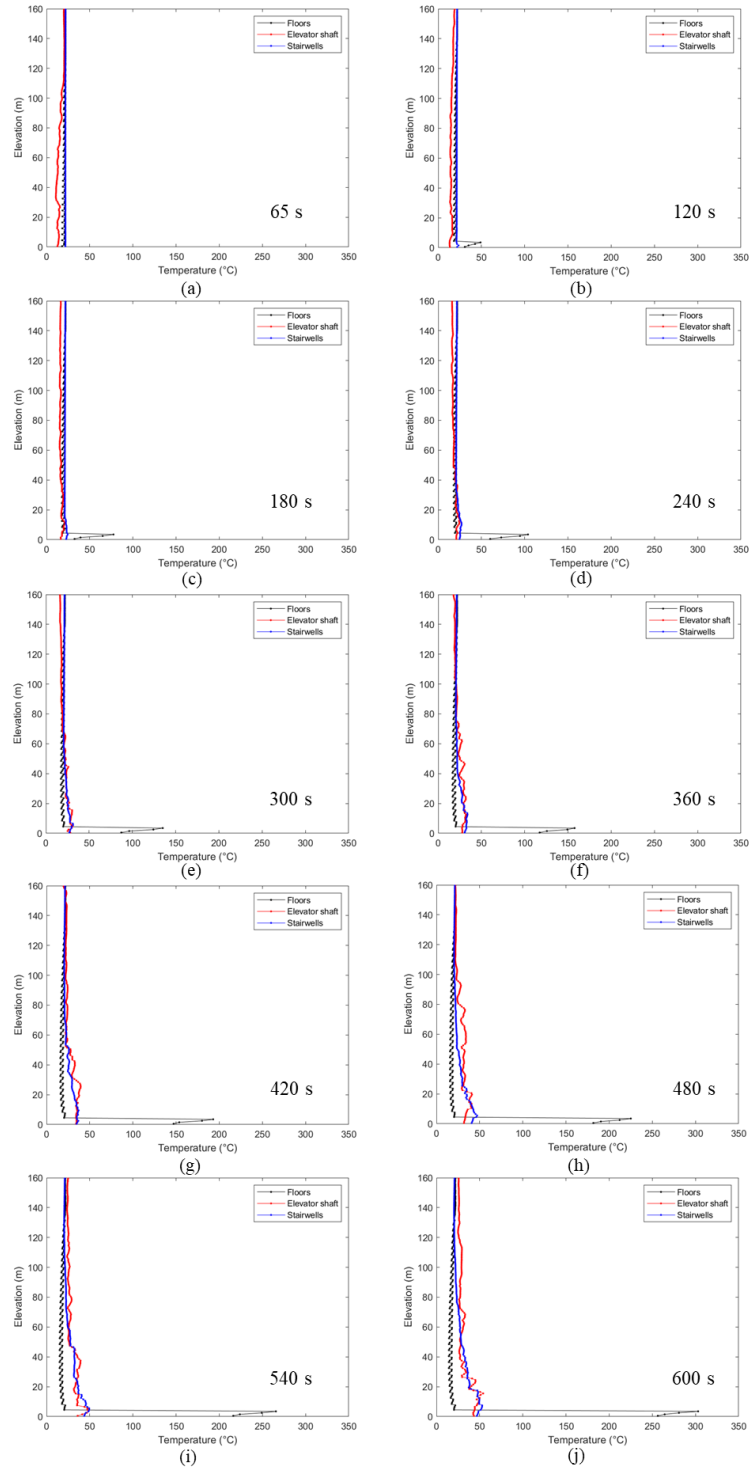 160
140
120
100
80
60
40
20
0
Elevation (m)
Floors
Elevator shaft
Stairwells
65 s
0 50 100 150 200 250 300 350
Temperature (°C)
(a)
160
140
120
100
80
60
40
20
0
Elevation (m)
Floors
Elevator shaft
Stairwells
120 s
0 50 100 150 200 250 300 350
Temperature (°C)
(b)
160
140
120
100
80
60
40
20
0
Elevation (m)
Floors
Elevator shaft
Stairwells
180 s
0 50 100 150 200 250 300 350
Temperature (°C)
(c)
160
140
120
100
80
60
40
20
0
Elevation (m)
Floors
Elevator shaft
Stairwells
240 s
0 50 100 150 200 250 300 350
Temperature (°C)
(d)
160
140
120
100
80
60
40
20
0
Elevation (m)
Floors
Elevator shaft
Stairwells
300 s
0 50 100 150 200 250 300 350
Temperature (°C)
(e)
160
140
120
100
80
60
40
20
0
Elevation (m)
Floors
Elevator shaft
Stairwells
360 s
0 50 100 150 200 250 300 350
Temperature (°C)
(f)
160
140
120
100
80
60
40
20
0
Elevation (m)
Floors
Elevator shaft
Stairwells
420 s
0 50 100 150 200 250 300 350
Temperature (°C)
(g)
160
140
120
100
80
60
40
20
0
Elevation (m)
Floors
Elevator shaft
Stairwells
480 s
0 50 100 150 200 250 300 350
Temperature (°C)
(h)
160
140
120
100
80
60
40
20
0
Elevation (m)
Floors
Elevator shaft
Stairwells
540 s
0 50 100 150 200 250 300 350
Temperature (°C)
(i)
160
140
120
100
80
60
40
20
0
Elevation (m)
Floors
Elevator shaft
Stairwells
600 s
0 50 100 150 200 250 300 350
Temperature (°C)
(j)